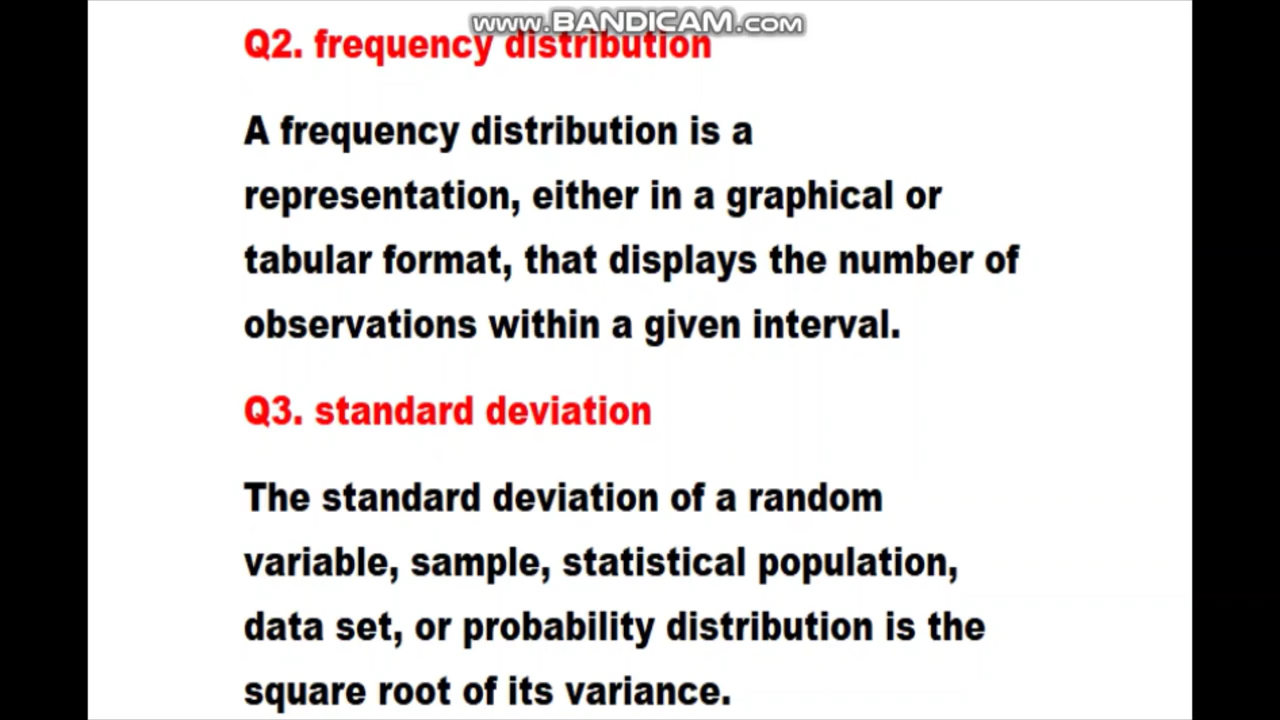 www.BANDICAM.com
Q2. frequency distribution
A frequency distribution is a
representation, either in a graphical or
tabular format, that displays the number of
observations within a given interval.
Q3. standard deviation
The standard deviation of a random
variable, sample, statistical population,
data set, or probability distribution is the
square root of its variance.